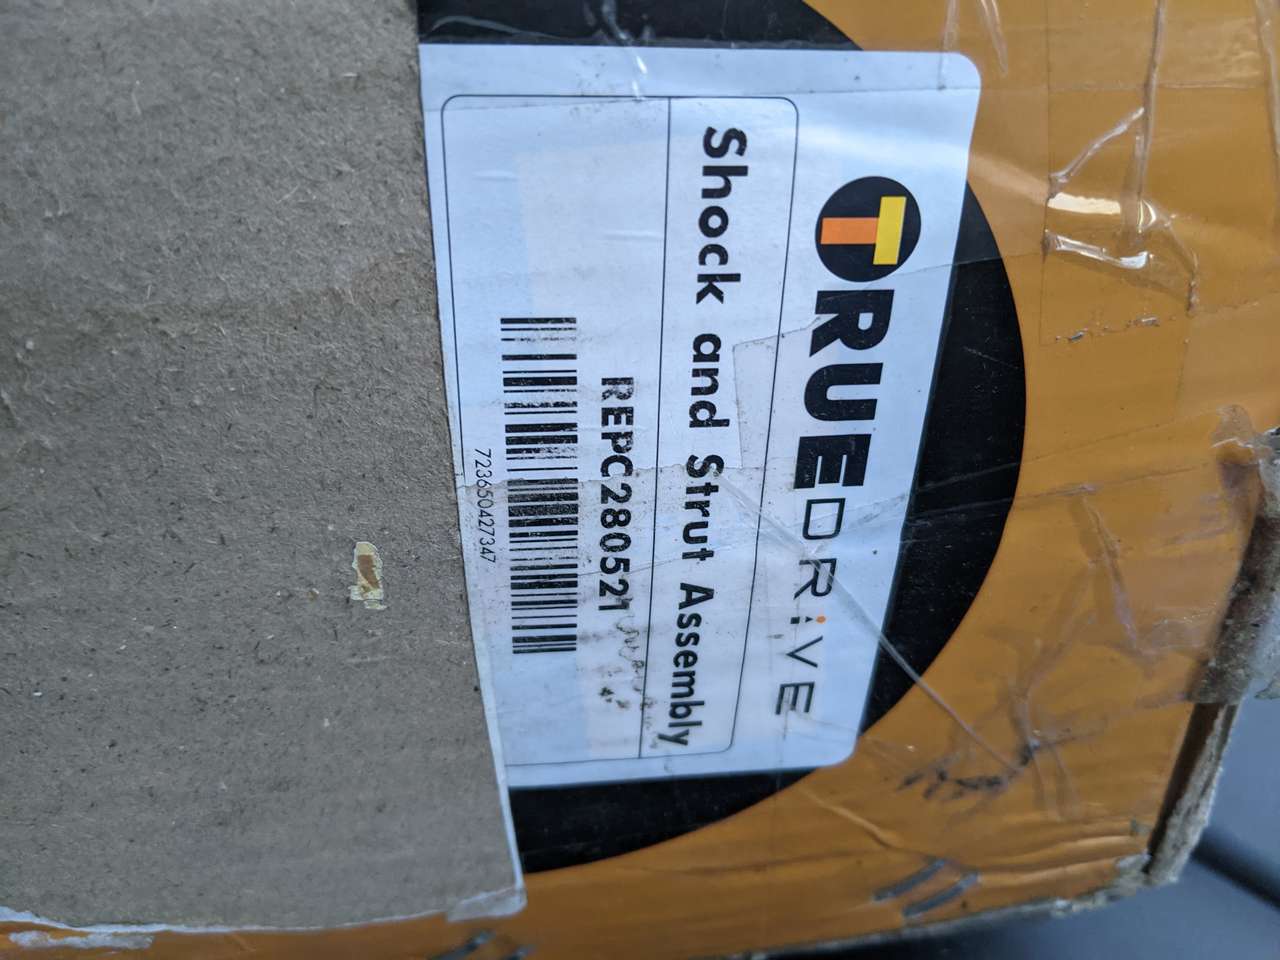 TRUEDRIVE
Shock and Strut Assembly
REPC280521
723650427347